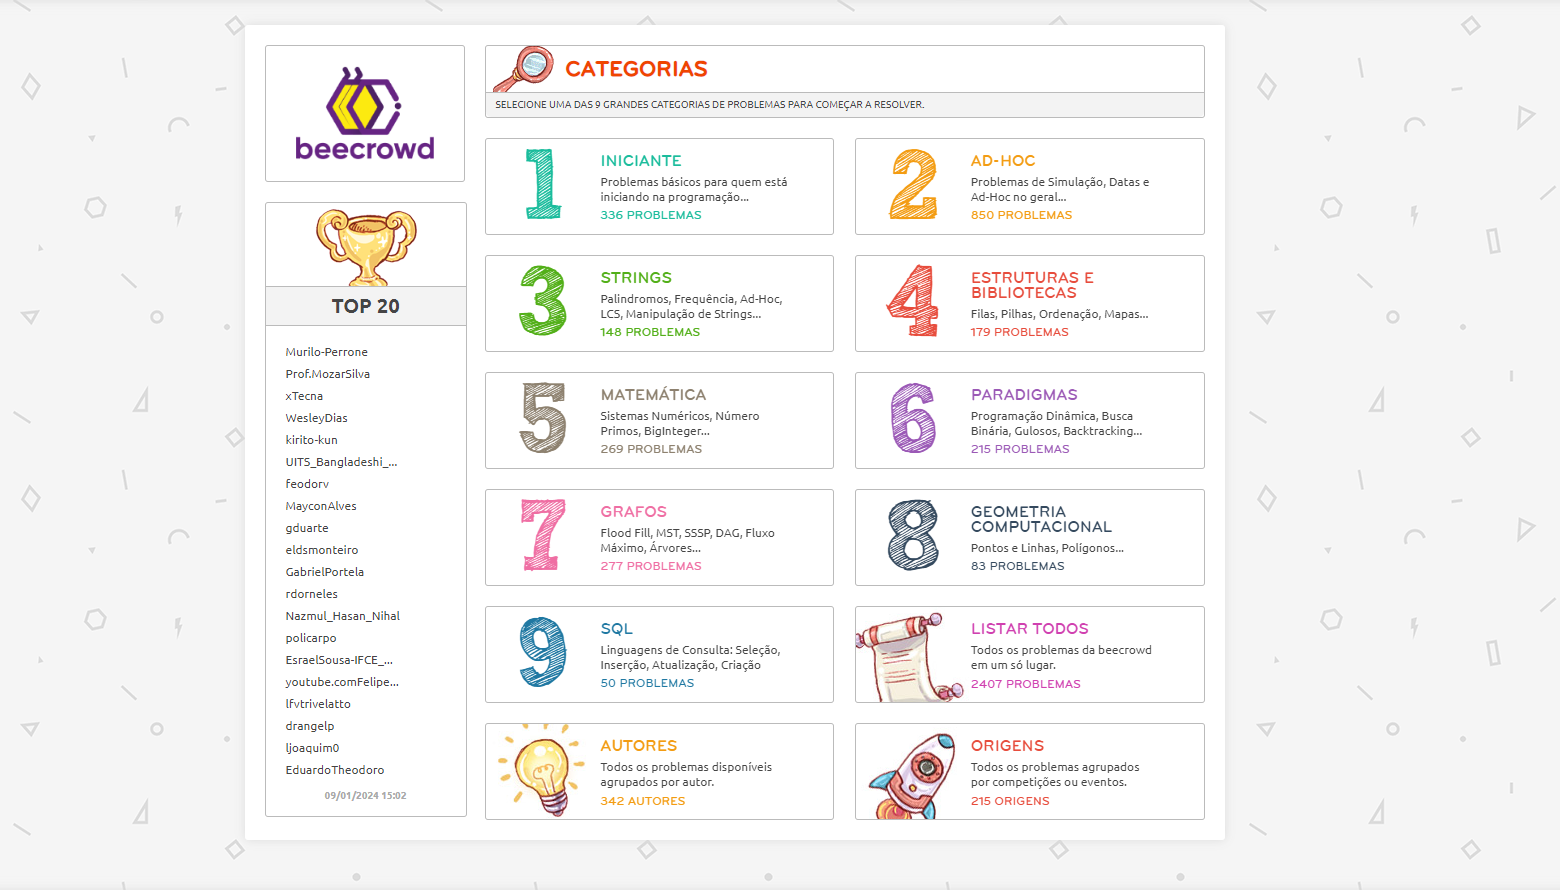 beecrowd
TOP 20
Murilo-Perrone
Prof.MozarSilva
xTecna
WesleyDias
kirito-kun
UITS_Bangladeshi_...
feodorv
MayconAlves
gduarte
eldsmonteiro
GabrielPortela
rdorneles
Nazmul_Hasan_Nihal
policarpo
EsraelSousa-IFCE_...
youtube.comFelipe...
lfvtrivelatto
drangelp
ljoaquim0
EduardoTheodoro
09/01/2024 15:02
CATEGORIAS
SELECIONE UMA DAS 9 GRANDES CATEGORIAS DE PROBLEMAS PARA COMEÇAR A RESOLVER.
1
INICIANTE
Problemas básicos para quem está
iniciando na programação...
336 PROBLEMAS
2
AD-HOC
Problemas de Simulação, Datas e
Ad-Hoc no geral...
850 PROBLEMAS
3
STRINGS
Palindromos, Frequência, Ad-Hoc,
LCS, Manipulação de Strings...
148 PROBLEMAS
4
ESTRUTURAS E
BIBLIOTECAS
Filas, Pilhas, Ordenação, Mapas...
179 PROBLEMAS
5
MATEMÁTICA
Sistemas Numéricos, Número
Primos, BigInteger...
269 PROBLEMAS
6
PARADIGMAS
Programação Dinâmica, Busca
Binária, Gulosos, Backtracking...
215 PROBLEMAS
7
GRAFOS
Flood Fill, MST, SSSP, DAG, Fluxo
Máximo, Árvores...
277 PROBLEMAS
8
GEOMETRIA
COMPUTACIONAL
Pontos e Linhas, Polígonos...
83 PROBLEMAS
9
SQL
Linguagens de Consulta: Seleção,
Inserção, Atualização, Criação
50 PROBLEMAS
LISTAR TODOS
Todos os problemas da beecrowd
em um só lugar.
2407 PROBLEMAS
AUTORES
Todos os problemas disponíveis
agrupados por autor.
342 AUTORES
ORIGENS
Todos os problemas agrupados
por competições ou eventos.
215 ORIGENS